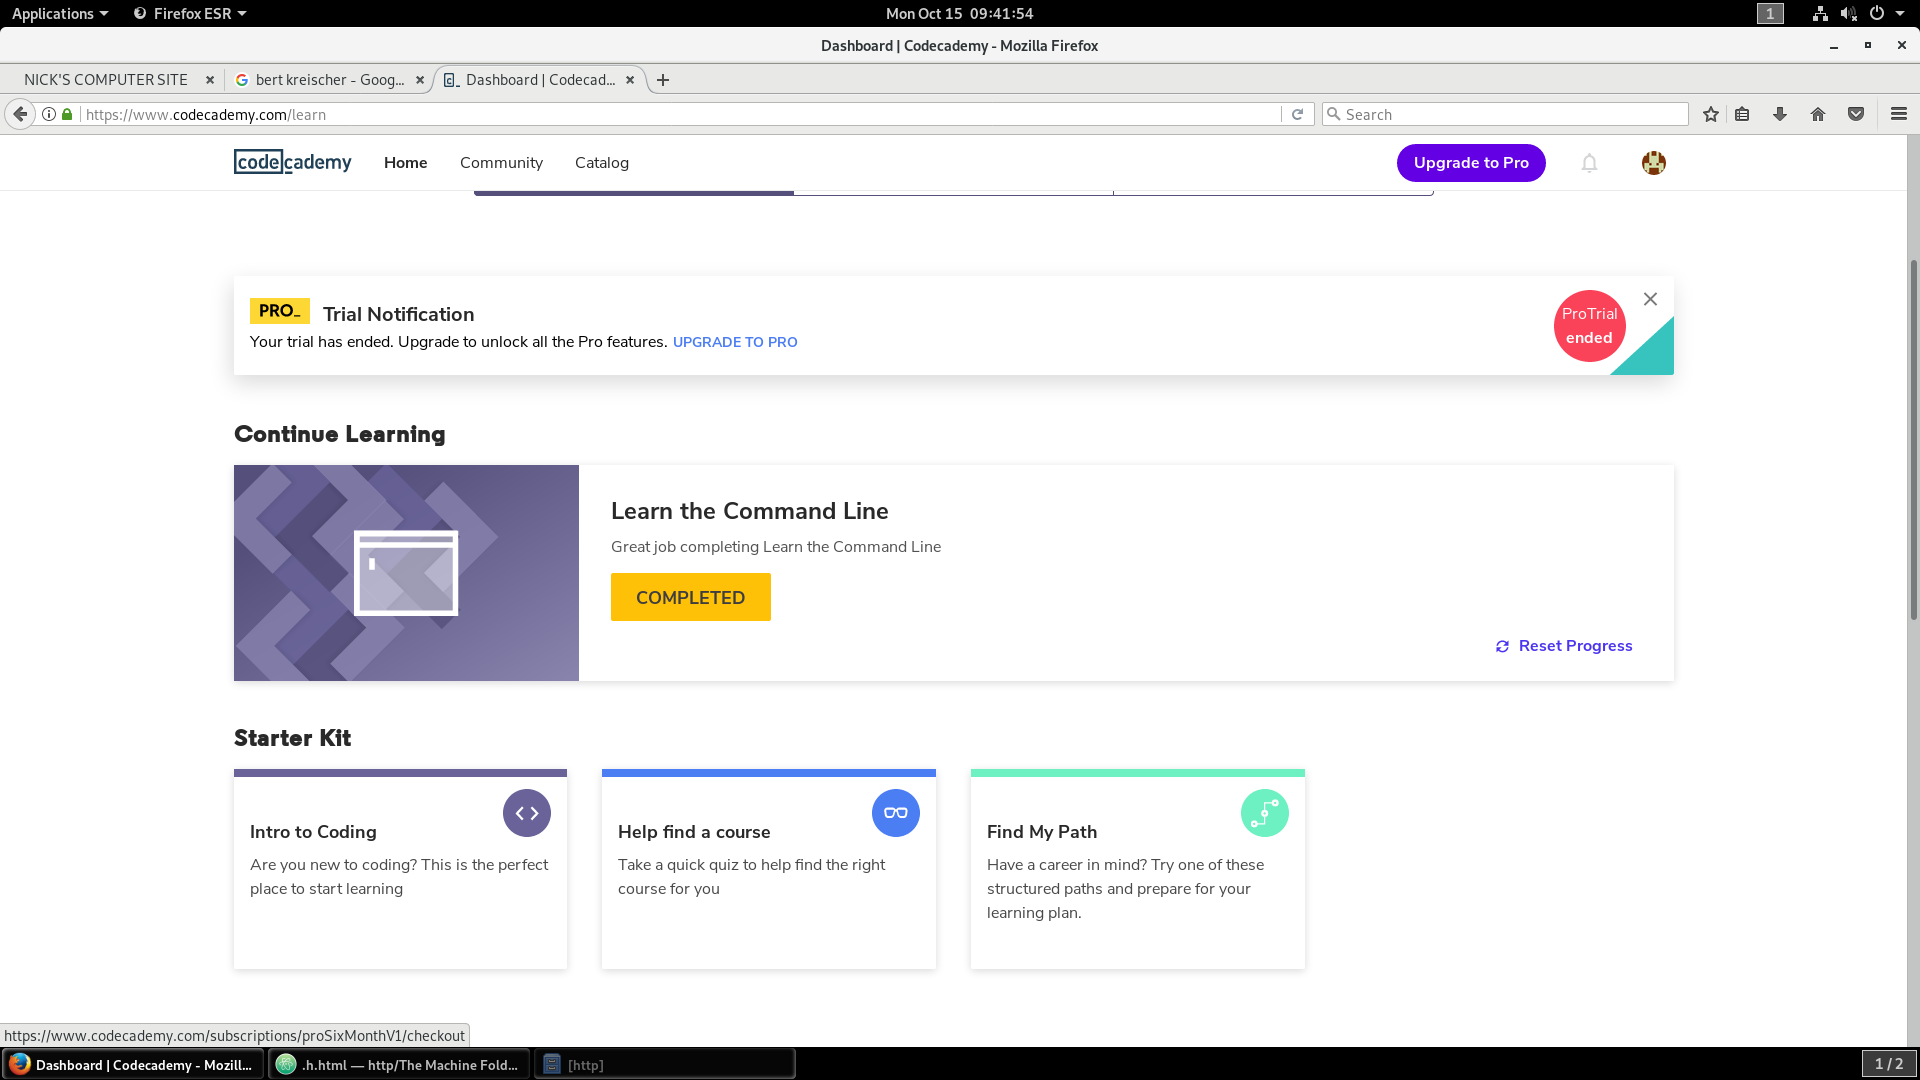 Applications Firefox ESR Mon Oct 15 09:41:54 1
Dashboard | Codecademy - Mozilla Firefox
NICK'S COMPUTER SITE bert kreischer - Goog... Dashboard | Codecad...
https://www.codecademy.com/learn Search
codecademy Home Community Catalog Upgrade to Pro
PRO_ Trial Notification
Your trial has ended. Upgrade to unlock all the Pro features. UPGRADE TO PRO
ProTrial
ended
Continue Learning
Learn the Command Line
Great job completing Learn the Command Line
COMPLETED
Reset Progress
Starter Kit
Intro to Coding
Are you new to coding? This is the perfect
place to start learning
Help find a course
Take a quick quiz to help find the right
course for you
Find My Path
Have a career in mind? Try one of these
structured paths and prepare for your
learning plan.
https://www.codecademy.com/subscriptions/proSixMonthV1/checkout
Dashboard | Codecademy - Mozill... .h.html — http/The Machine Fold... [http] 1 / 2